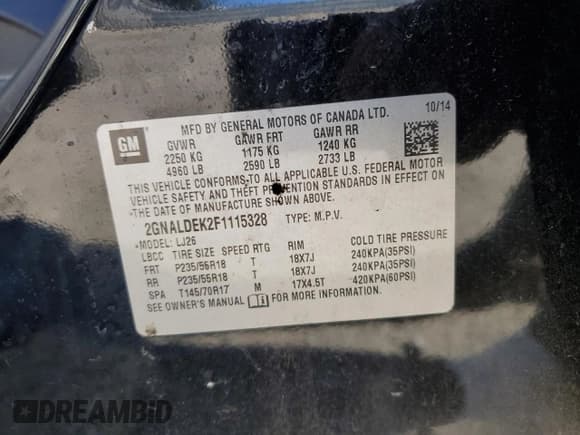 GM
MFD BY GENERAL MOTORS OF CANADA LTD. 10/14
GVWR GAWR FRT GAWR RR
2250 KG 1175 KG 1240 KG
4960 LB 2590 LB 2733 LB
THIS VEHICLE CONFORMS TO ALL APPLICABLE U.S. FEDERAL MOTOR
VEHICLE SAFETY AND THEFT PREVENTION STANDARDS IN EFFECT ON
THE DATE OF MANUFACTURE SHOWN ABOVE.
2GNALDEK2F1115328 TYPE: M.P.V.
MODEL: LJ26
LBCC TIRE SIZE SPEED RTG RIM COLD TIRE PRESSURE
FRT P235/55R18 T 18X7J 240KPA(35PSI)
RR P235/55R18 T 18X7J 240KPA(35PSI)
SPA T145/70R17 M 17X4.5T 420KPA(60PSI)
SEE OWNER'S MANUAL FOR MORE INFORMATION.
DREAMBID